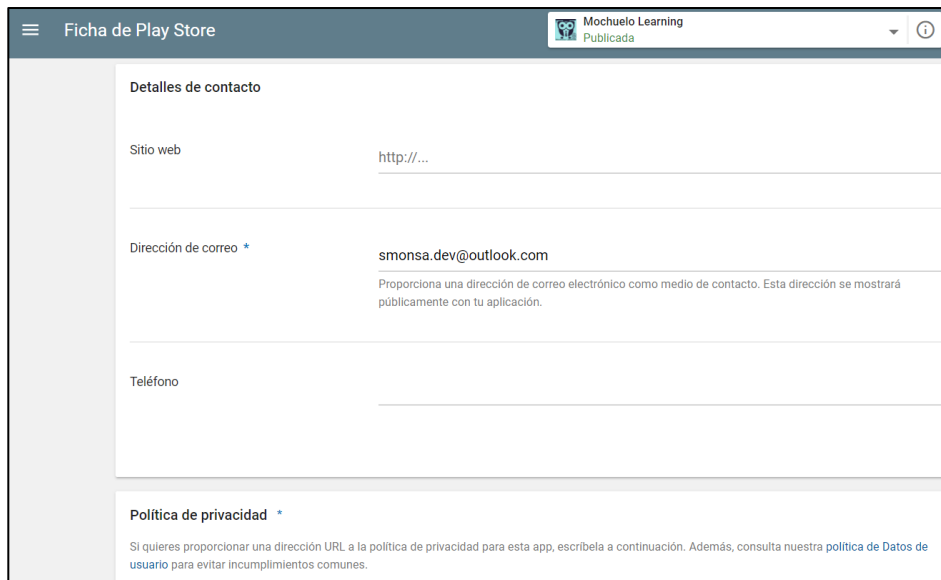 Ficha de Play Store
Mochuelo Learning
Publicada
Detalles de contacto
Sitio web
http://...
Dirección de correo *
smonsa.dev@outlook.com
Proporciona una dirección de correo electrónico como medio de contacto. Esta dirección se mostrará
públicamente con tu aplicación.
Teléfono
Política de privacidad *
Si quieres proporcionar una dirección URL a la política de privacidad para esta app, escríbela a continuación. Además, consulta nuestra política de Datos de
usuario para evitar incumplimientos comunes.